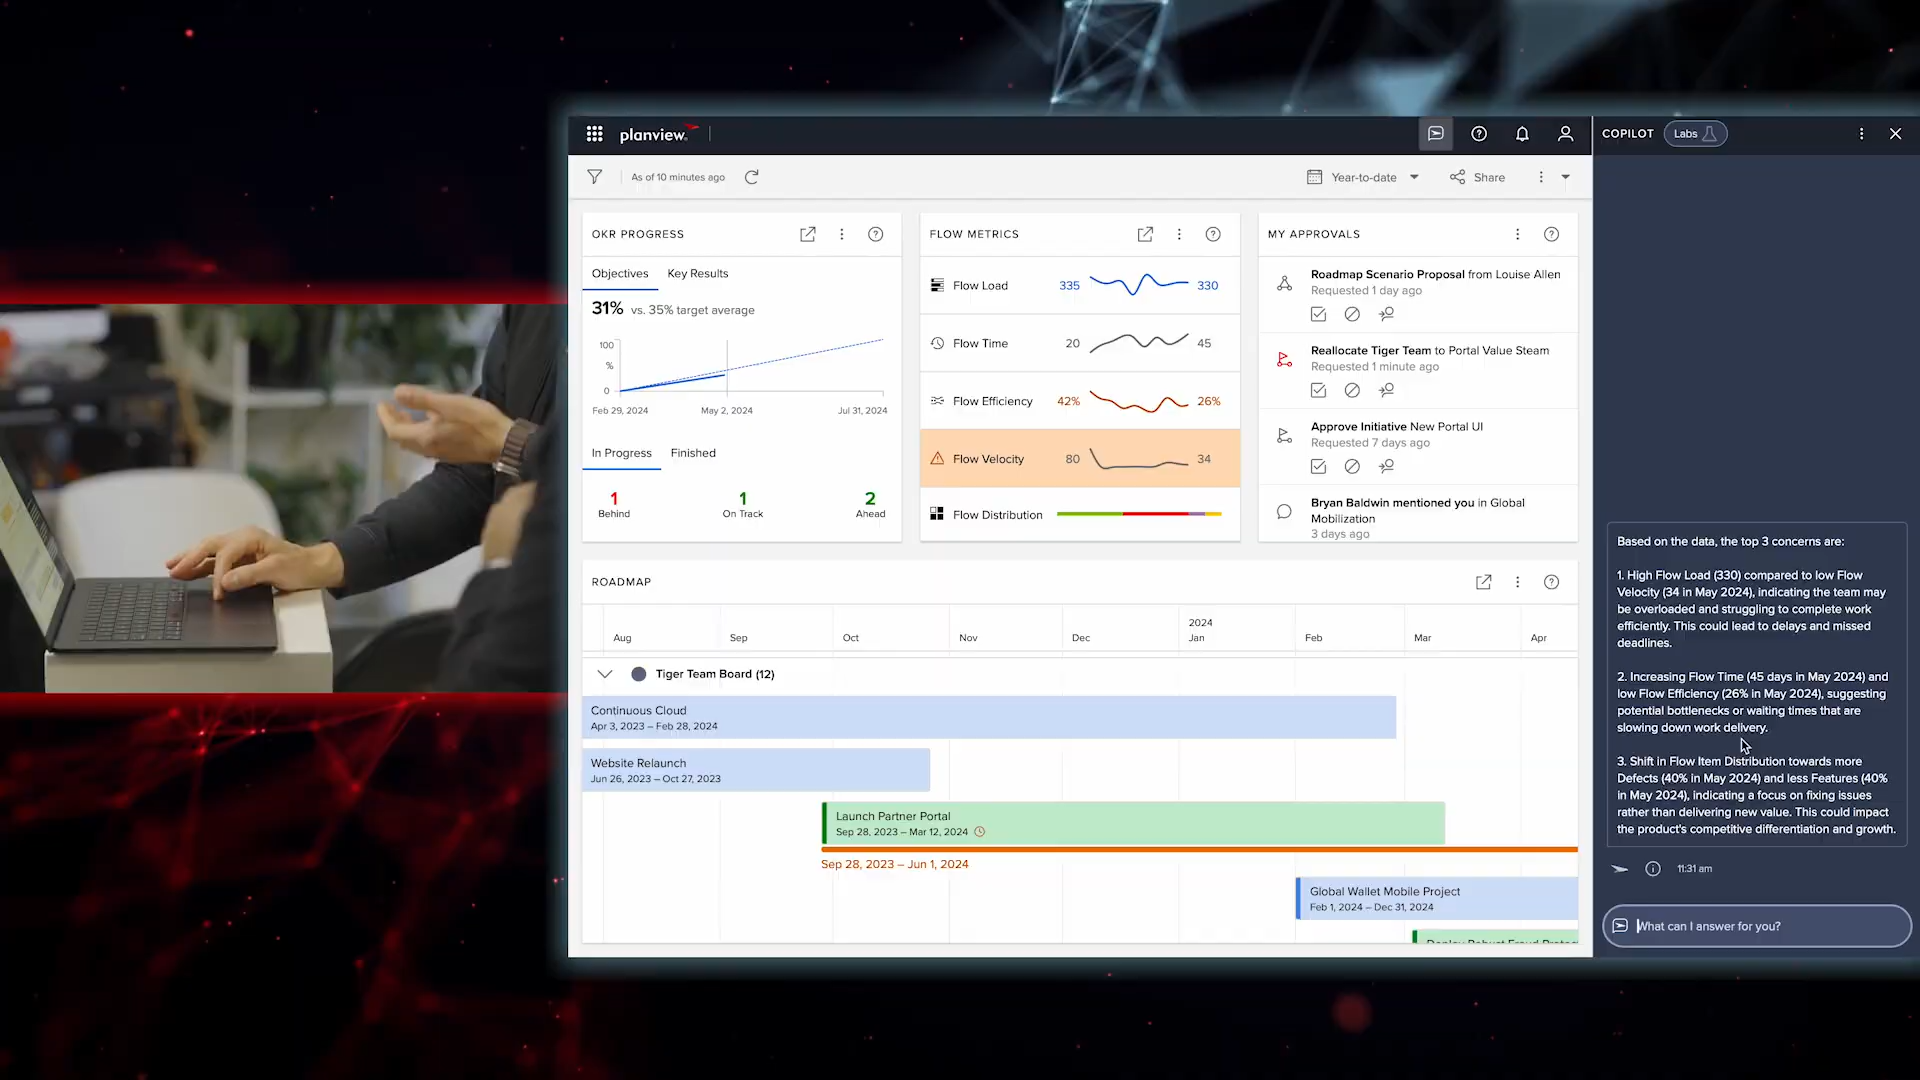 planview
COPILOT
Labs
As of 10 minutes ago
Year-to-date
Share
OKR PROGRESS
Objectives
Key Results
31% vs. 35% target average
100
%
0
Feb 29, 2024
May 2, 2024
Jul 31, 2024
In Progress
Finished
1
Behind
1
On Track
2
Ahead
FLOW METRICS
Flow Load 335 330
Flow Time 20 45
Flow Efficiency 42% 26%
Flow Velocity 80 34
Flow Distribution
MY APPROVALS
Roadmap Scenario Proposal from Louise Allen
Requested 1 day ago
Reallocate Tiger Team to Portal Value Steam
Requested 1 minute ago
Approve Initiative New Portal UI
Requested 7 days ago
Bryan Baldwin mentioned you in Global
Mobilization
3 days ago
ROADMAP
2024
Aug Sep Oct Nov Dec Jan Feb Mar Apr
Tiger Team Board (12)
Continuous Cloud
Apr 3, 2023 – Feb 28, 2024
Website Relaunch
Jun 26, 2023 – Oct 27, 2023
Launch Partner Portal
Sep 28, 2023 – Mar 12, 2024
Sep 28, 2023 – Jun 1, 2024
Global Wallet Mobile Project
Feb 1, 2024 – Dec 31, 2024
Based on the data, the top 3 concerns are:
1. High Flow Load (330) compared to low Flow
Velocity (34 in May 2024), indicating the team may
be overloaded and struggling to complete work
efficiently. This could lead to delays and missed
deadlines.
2. Increasing Flow Time (45 days in May 2024) and
low Flow Efficiency (26% in May 2024), suggesting
potential bottlenecks or waiting times that are
slowing down work delivery.
3. Shift in Flow Item Distribution towards more
Defects (40% in May 2024) and less Features (40%
in May 2024), indicating a focus on fixing issues
rather than delivering new value. This could impact
the product's competitive differentiation and growth.
11:31 am
What can I answer for you?